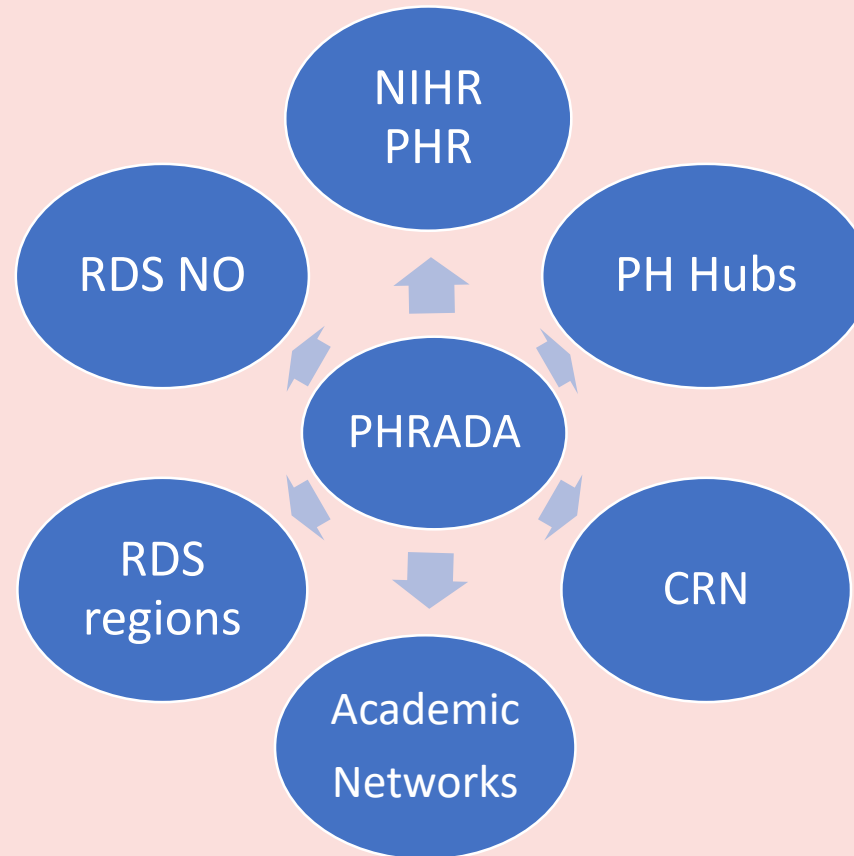 NIHR
PHR
RDS NO
PH Hubs
PHRADA
RDS
regions
CRN
Academic
Networks